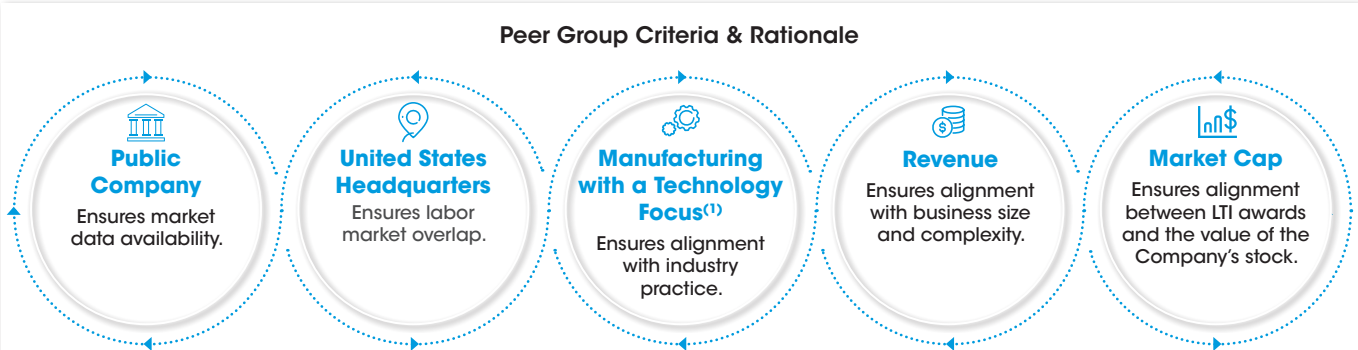 Peer Group Criteria & Rationale
Public
Company
Ensures market
data availability.
United States
Headquarters
Ensures labor
market overlap.
Manufacturing
with a Technology
Focus(1)
Ensures alignment
with industry
practice.
$
Revenue
Ensures alignment
with business size
and complexity.
$
Market Cap
Ensures alignment
between LTI awards
and the value of the
Company's stock.